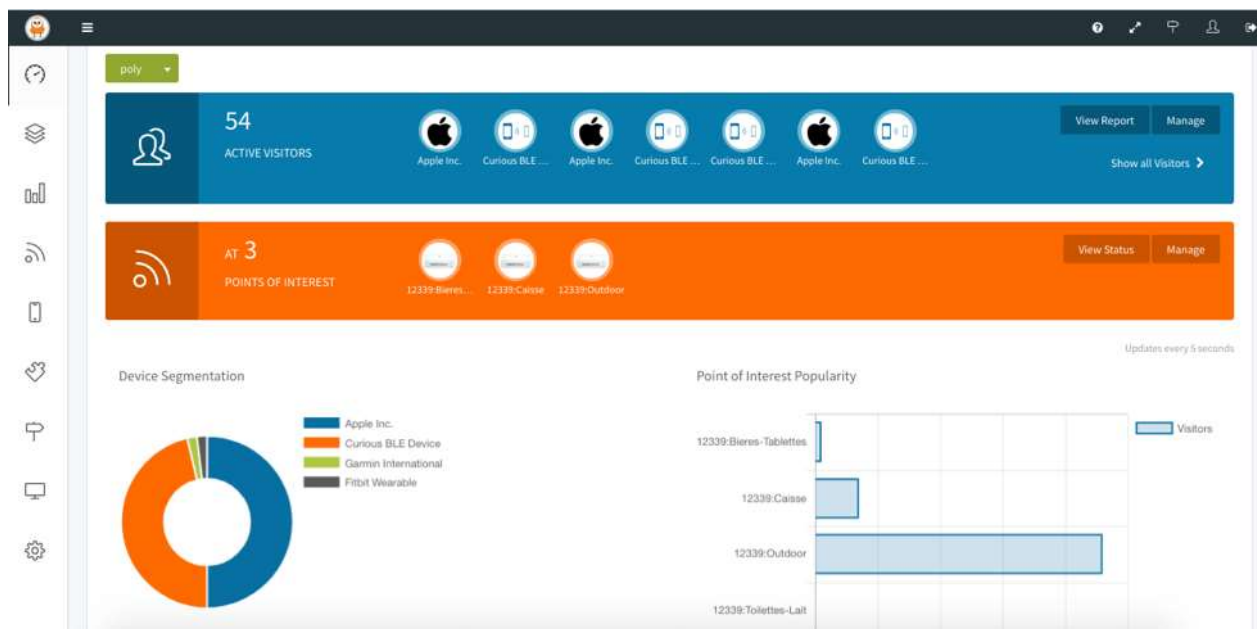 poly
54
ACTIVE VISITORS
Apple Inc.
Curious BLE ...
Apple Inc.
Curious BLE ...
Curious BLE ...
Apple Inc.
Curious BLE ...
View Report
Manage
Show all Visitors
AT 3
POINTS OF INTEREST
12339:Bieres...
12339:Caisse
12339:Outdoor
View Status
Manage
Updates every 5 seconds
Device Segmentation
Apple Inc.
Curious BLE Device
Garmin International
Fitbit Wearable
Point of Interest Popularity
12339:Bieres-Tablettes
12339:Caisse
12339:Outdoor
12339:Toilettes-Lait
Visitors